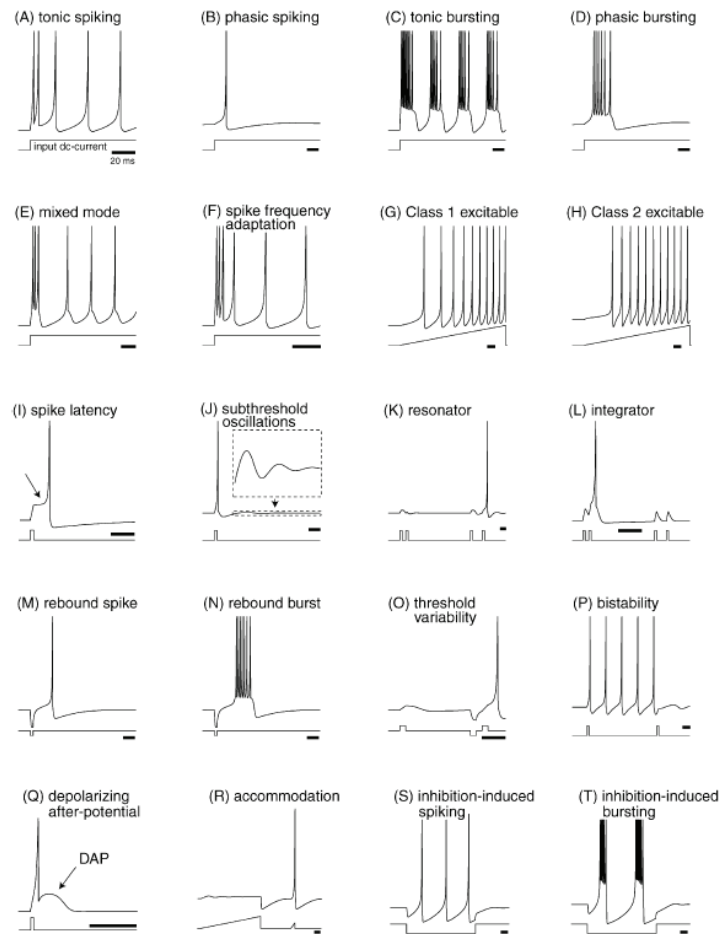 (A) tonic spiking
(B) phasic spiking
(C) tonic bursting
(D) phasic bursting
input dc-current
20 ms
(E) mixed mode
(F) spike frequency
adaptation
(G) Class 1 excitable
(H) Class 2 excitable
(I) spike latency
(J) subthreshold
oscillations
(K) resonator
(L) integrator
(M) rebound spike
(N) rebound burst
(O) threshold
variability
(P) bistability
(Q) depolarizing
after-potential
DAP
(R) accommodation
(S) inhibition-induced
spiking
(T) inhibition-induced
bursting